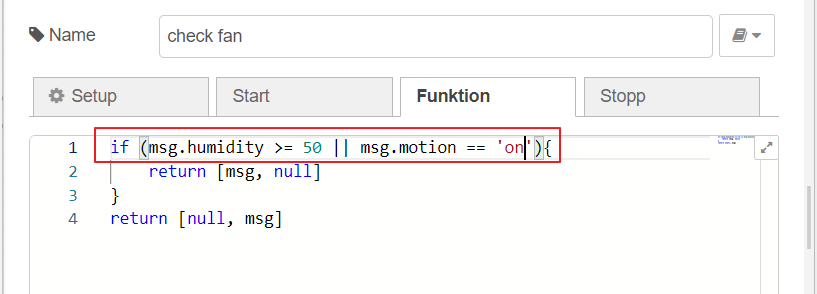 Name
check fan
Setup
Start
Funktion
Stopp
1 if (msg.humidity >= 50 || msg.motion == 'on'){
2     return [msg, null]
3 }
4 return [null, msg]